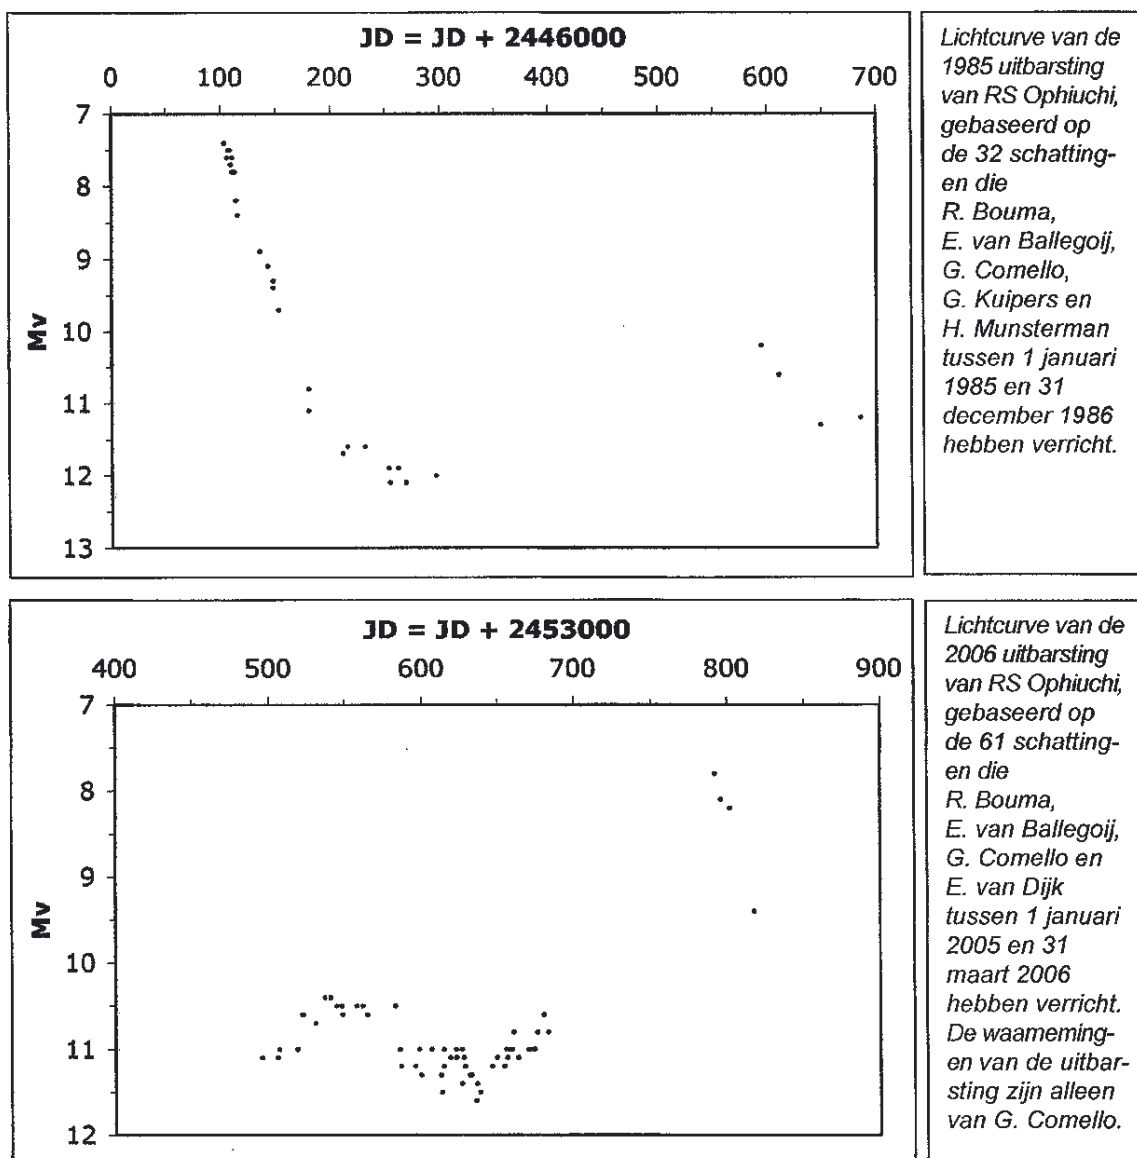 JD = JD + 2446000
0 100 200 300 400 500 600 700
7
8
9
10
11
12
13
Mv
Lichtcurve van de
1985 uitbarsting
van RS Ophiuchi,
gebaseerd op
de 32 schatting-
en die
R. Bouma,
E. van Ballegoij,
G. Comello,
G. Kuipers en
H. Munsterman
tussen 1 januari
1985 en 31
december 1986
hebben verricht.
JD = JD + 2453000
400 500 600 700 800 900
7
8
9
10
11
12
Mv
Lichtcurve van de
2006 uitbarsting
van RS Ophiuchi,
gebaseerd op
de 61 schatting-
en die
R. Bouma,
E. van Ballegoij,
G. Comello en
E. van Dijk
tussen 1 januari
2005 en 31
maart 2006
hebben verricht.
De waarneming-
en van de uitbar-
sting zijn alleen
van G. Comello.